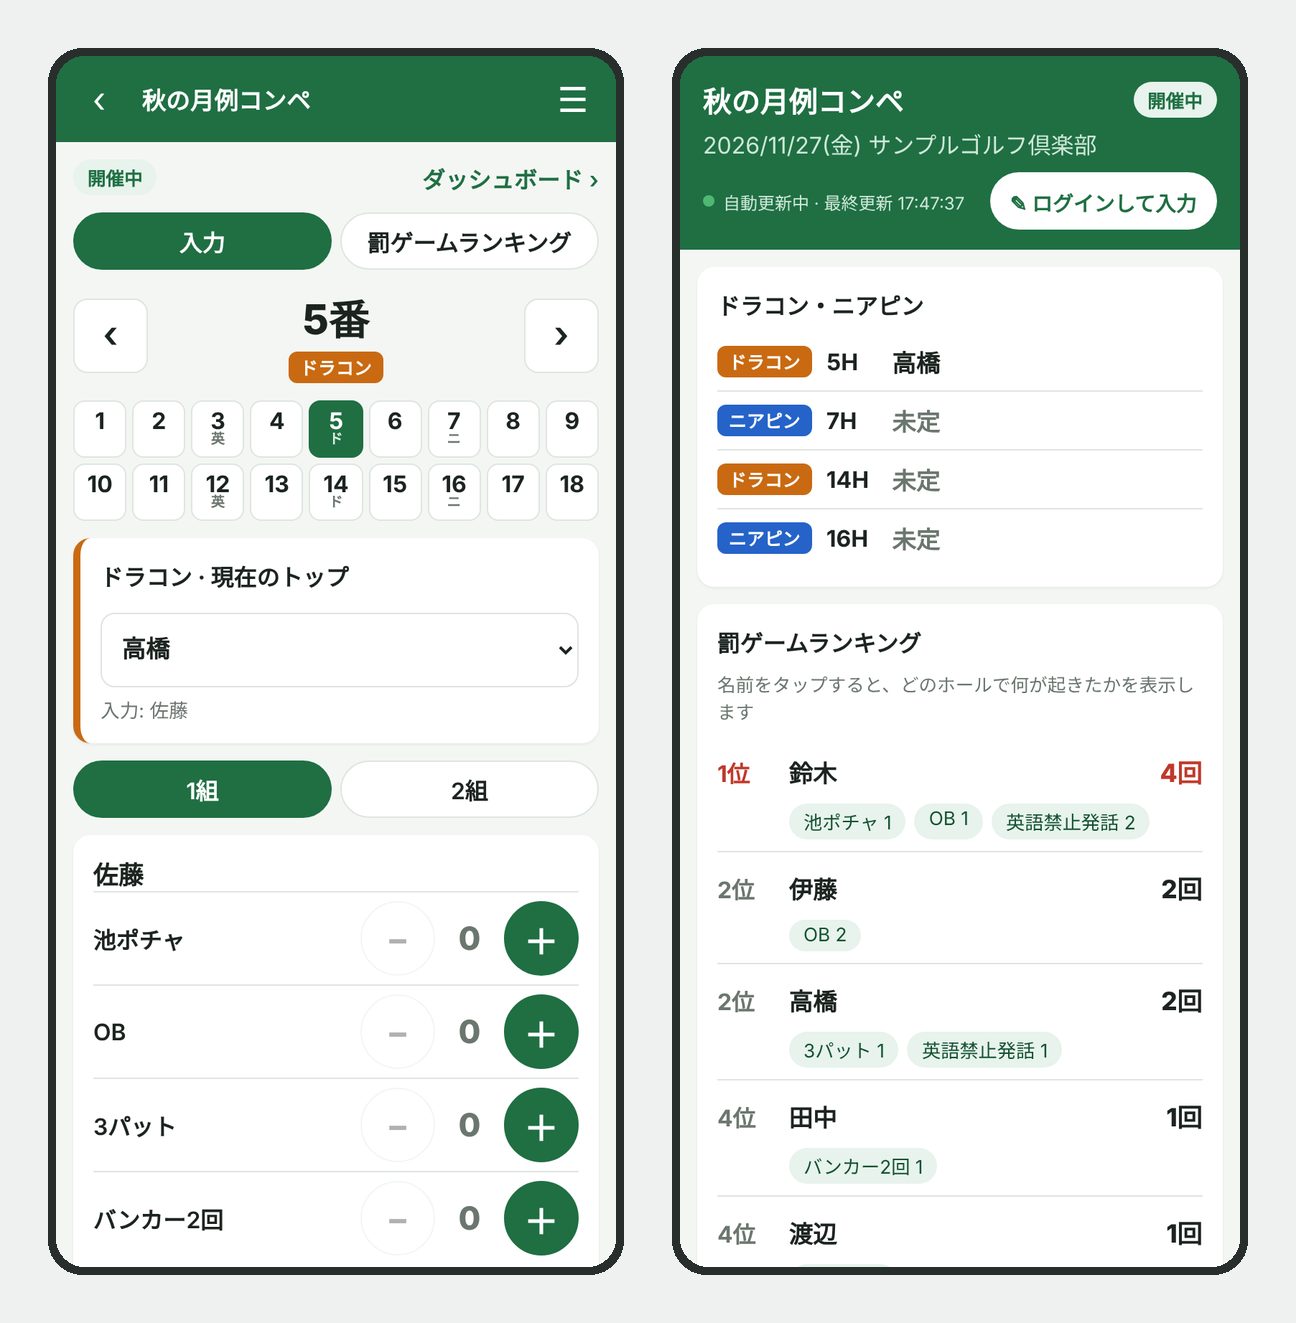 ‹ 秋の月例コンペ ☰
開催中 ダッシュボード ›
入力 罰ゲームランキング
‹ 5番 ›
ドラコン
1 2 3 4 5 6 7 8 9
英 ド ニ
10 11 12 13 14 15 16 17 18
英 ド ニ
ドラコン · 現在のトップ
高橋
入力: 佐藤
1組 2組
佐藤
池ポチャ − 0 +
OB − 0 +
3パット − 0 +
バンカー2回 − 0 +
秋の月例コンペ 開催中
2026/11/27(金) サンプルゴルフ倶楽部
自動更新中 · 最終更新 17:47:37 ✎ ログインして入力
ドラコン・ニアピン
ドラコン 5H 高橋
ニアピン 7H 未定
ドラコン 14H 未定
ニアピン 16H 未定
罰ゲームランキング
名前をタップすると、どのホールで何が起きたかを表示し
ます
1位 鈴木 4回
池ポチャ 1 OB 1 英語禁止発話 2
2位 伊藤 2回
OB 2
2位 高橋 2回
3パット 1 英語禁止発話 1
4位 田中 1回
バンカー2回 1
4位 渡辺 1回